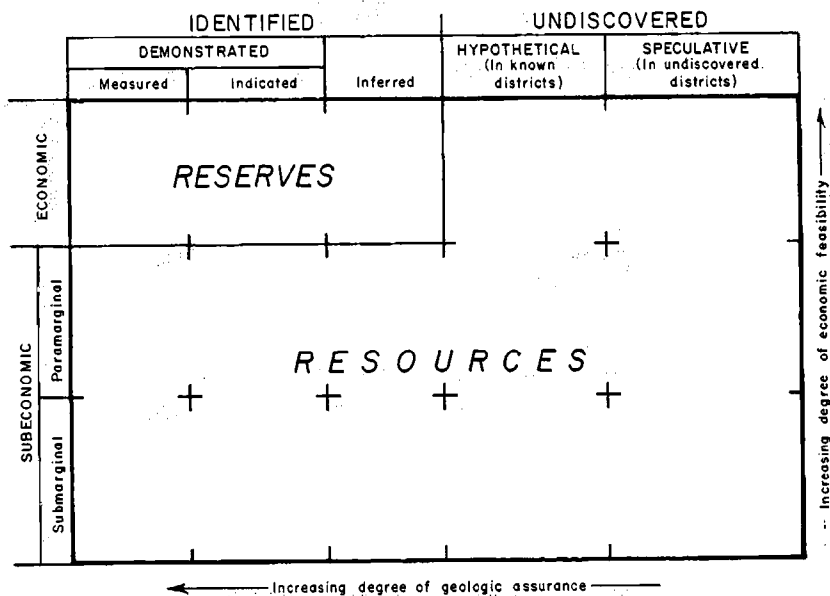 IDENTIFIED UNDISCOVERED
DEMONSTRATED
Measured Indicated Inferred
HYPOTHETICAL
(In known
districts)
SPECULATIVE
(In undiscovered
districts)
ECONOMIC
RESERVES
SUBECONOMIC
Paramarginal
RESOURCES
Submarginal
Increasing degree of economic feasibility
Increasing degree of geologic assurance